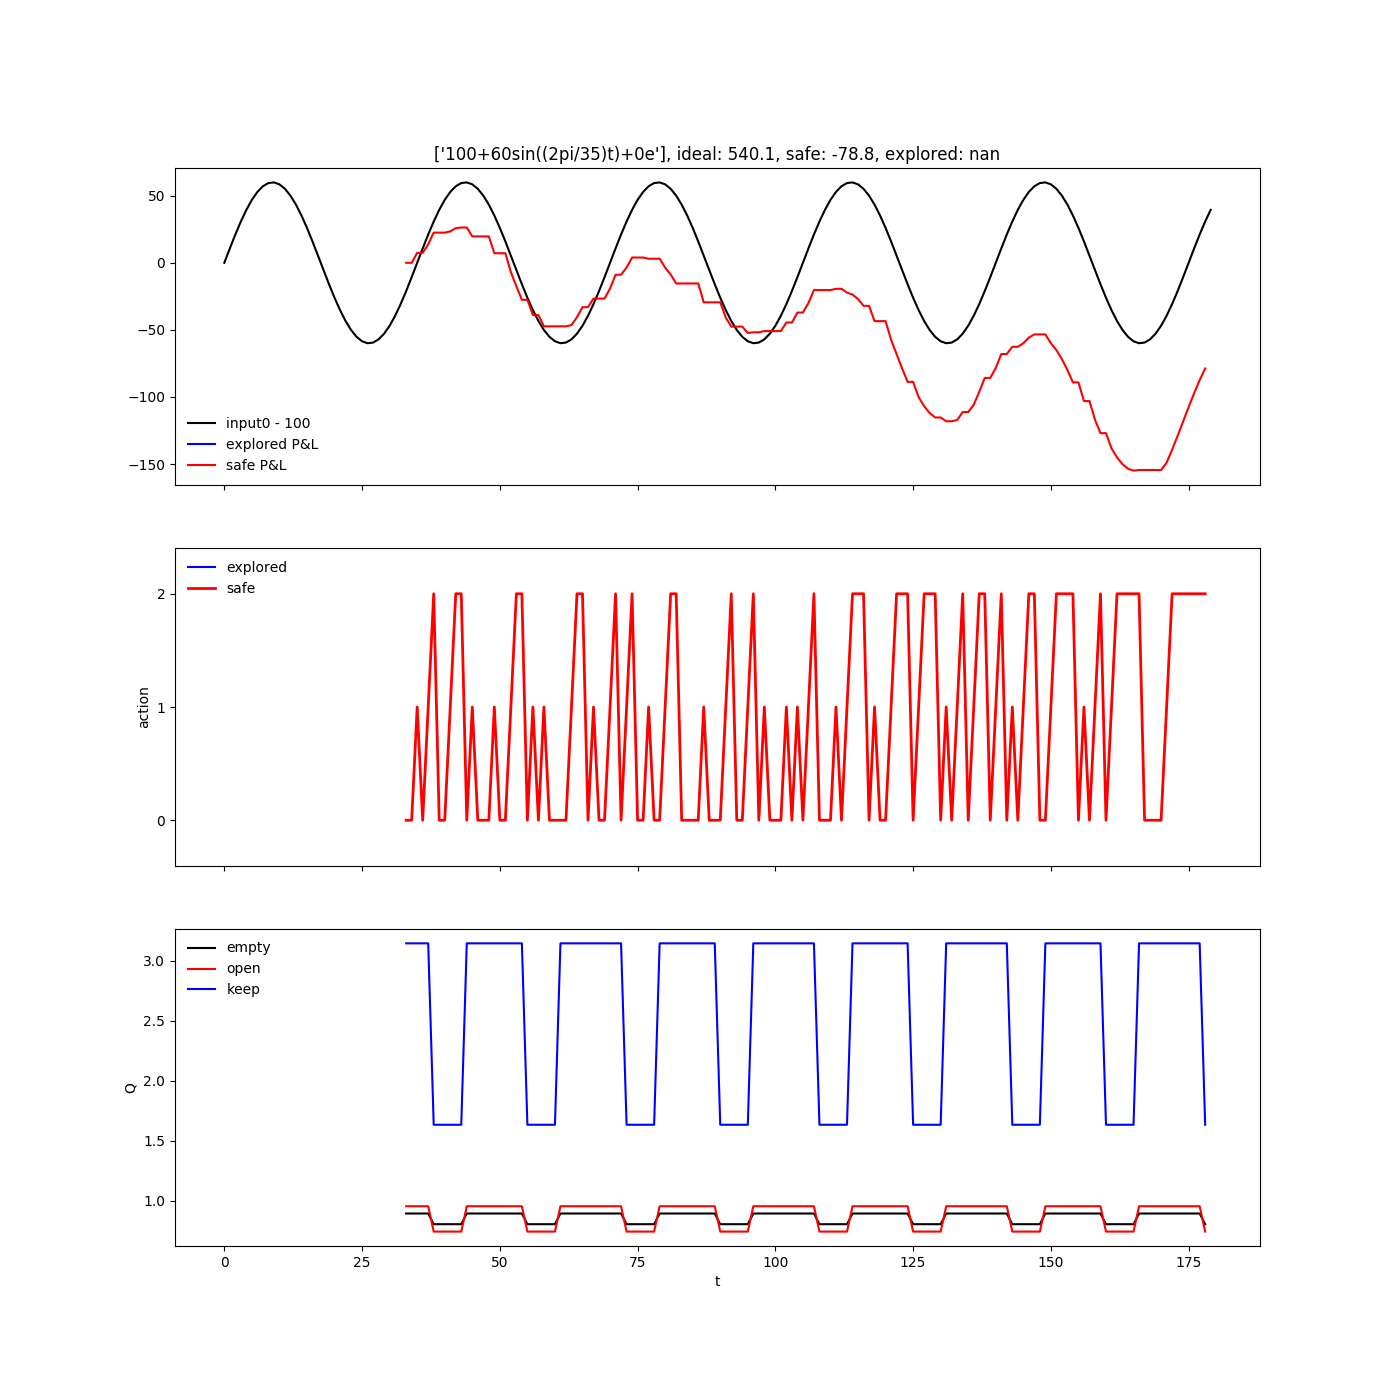 ['100+60sin((2pi/35)t)+0e'], ideal: 540.1, safe: -78.8, explored: nan
50
0
−50
−100
−150
input0 - 100
explored P&L
safe P&L
explored
safe
2
1
0
action
empty
open
keep
3.0
2.5
2.0
1.5
1.0
Q
0 25 50 75 100 125 150 175
t